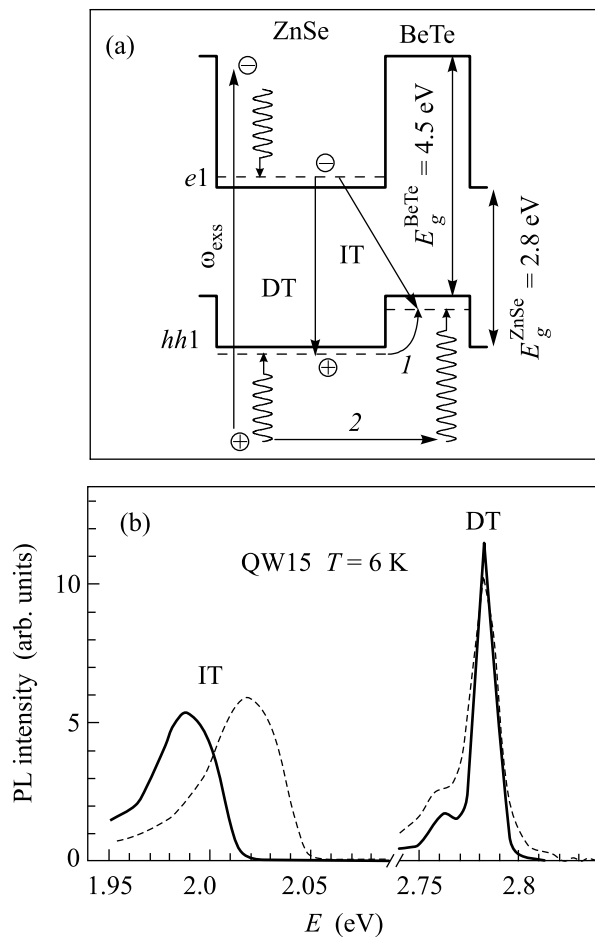 (a)
ZnSe
BeTe
⊖
e1
⊖
E_g^BeTe = 4.5 eV
E_g^ZnSe = 2.8 eV
ω_exs
IT
DT
hh1
⊕
1
2
⊕
(b)
DT
QW15 T = 6 K
IT
PL intensity (arb. units)
10
5
0
1.95 2.0 2.05 2.75 2.8
E (eV)